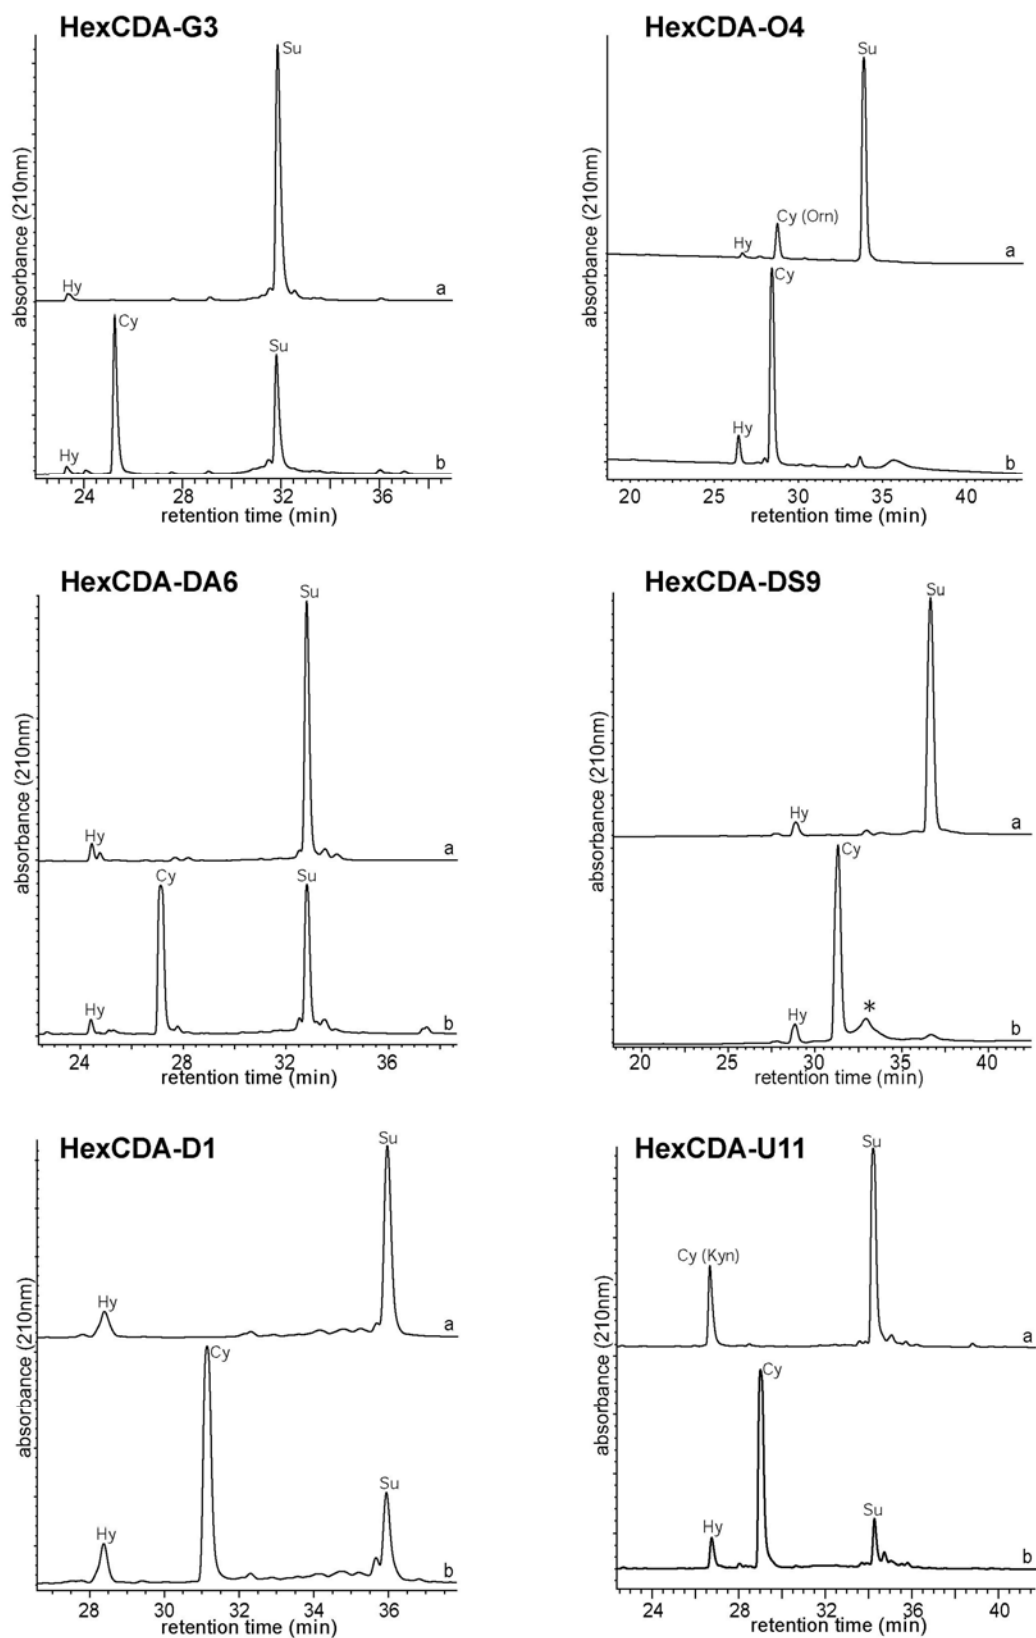 HexCDA-G3
Su
absorbance (210nm)
Hy
a
Cy
Su
Hy
b
24 28 32 36
retention time (min)
HexCDA-O4
Su
absorbance (210nm)
Cy (Orn)
Hy
a
Cy
Hy
b
20 25 30 35 40
retention time (min)
HexCDA-DA6
Su
absorbance (210nm)
Hy
a
Cy
Su
Hy
b
24 28 32 36
retention time (min)
HexCDA-DS9
Su
absorbance (210nm)
Hy
a
Cy
*
Hy
b
20 25 30 35 40
retention time (min)
HexCDA-D1
Su
absorbance (210nm)
Hy
a
Cy
Su
Hy
b
28 30 32 34 36
retention time (min)
HexCDA-U11
Su
absorbance (210nm)
Cy (Kyn)
a
Cy
Su
Hy
b
24 28 32 36 40
retention time (min)